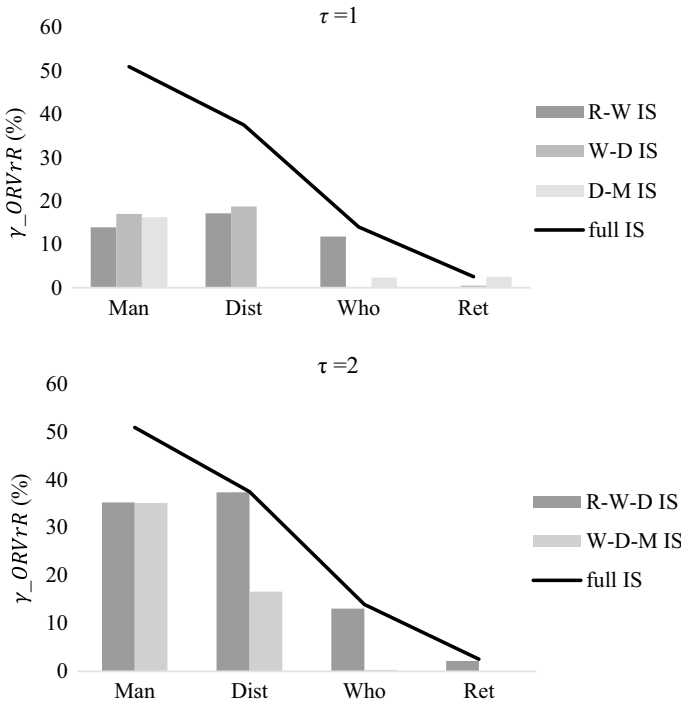 τ =1
γ_ORVrR (%)
60
50
40
30
20
10
0
Man Dist Who Ret
R-W IS
W-D IS
D-M IS
full IS
τ =2
γ_ORVrR (%)
60
50
40
30
20
10
0
Man Dist Who Ret
R-W-D IS
W-D-M IS
full IS